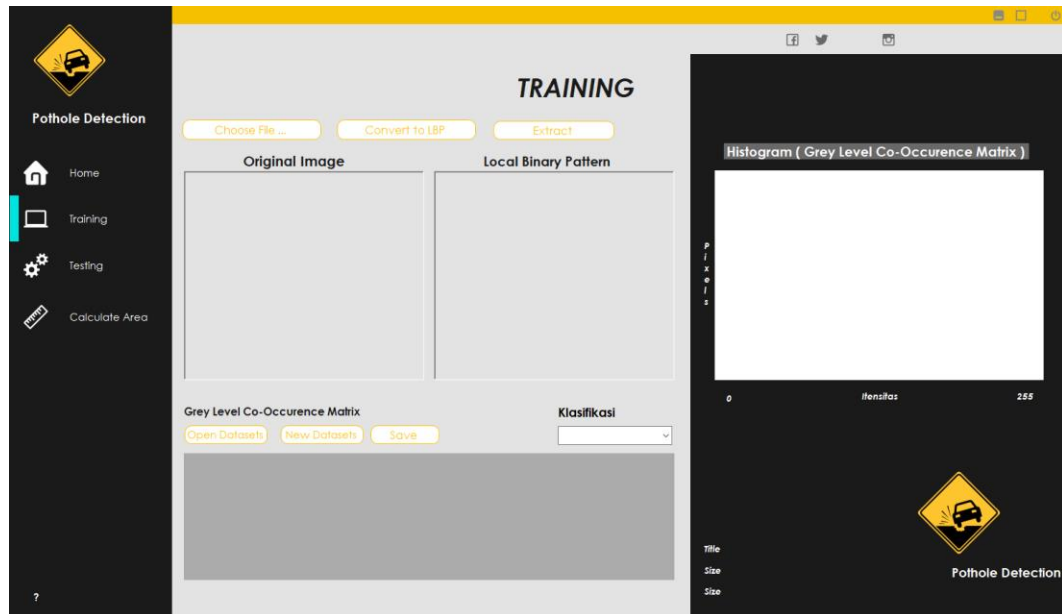 Pothole Detection
Home
Training
Testing
Calculate Area
?
TRAINING
Choose File ...
Convert to LBP
Extract
Original Image
Local Binary Pattern
Grey Level Co-Occurence Matrix
Klasifikasi
Open Datasets
New Datasets
Save
Histogram ( Grey Level Co-Occurence Matrix )
Pixels
0
Itensitas
255
Title
Size
Size
Pothole Detection